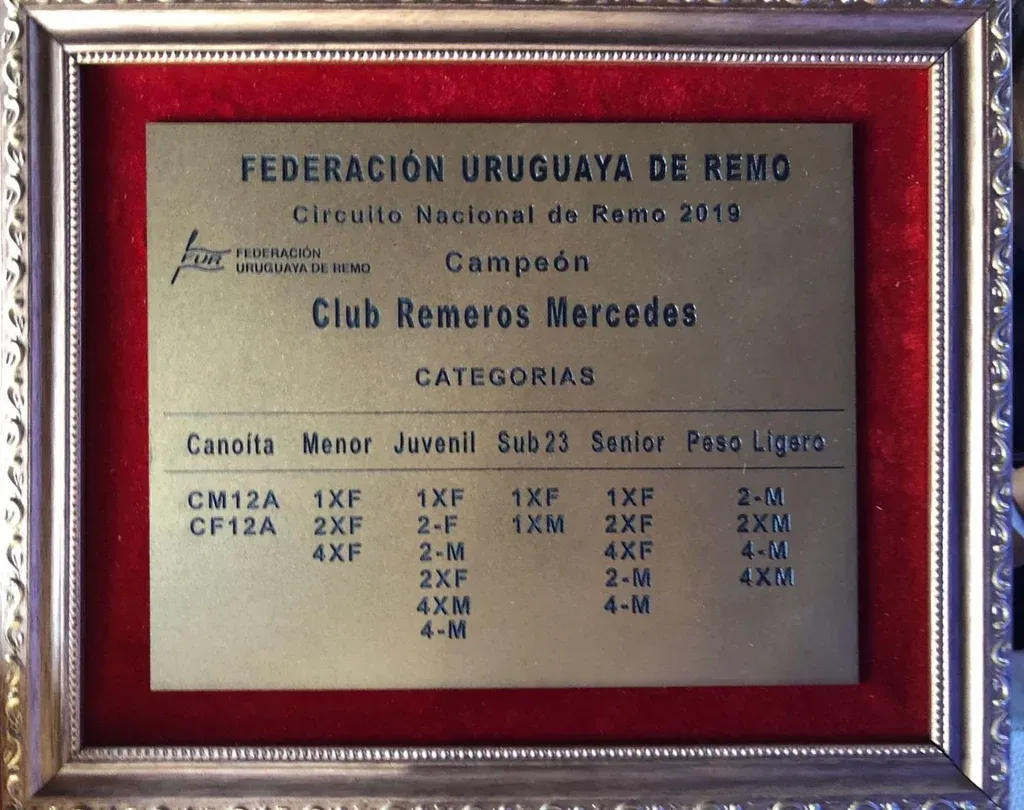 FEDERACIÓN URUGUAYA DE REMO
Circuito Nacional de Remo 2019
FUR FEDERACIÓN
URUGUAYA DE REMO
Campeón
Club Remeros Mercedes
CATEGORIAS
Canoita Menor Juvenil Sub23 Senior Peso Ligero
CM12A 1XF 1XF 1XF 1XF 2-M
CF12A 2XF 2-F 1XM 2XF 2XM
4XF 2-M 4XF 4-M
2XF 2-M 4XM
4XM 4-M
4-M